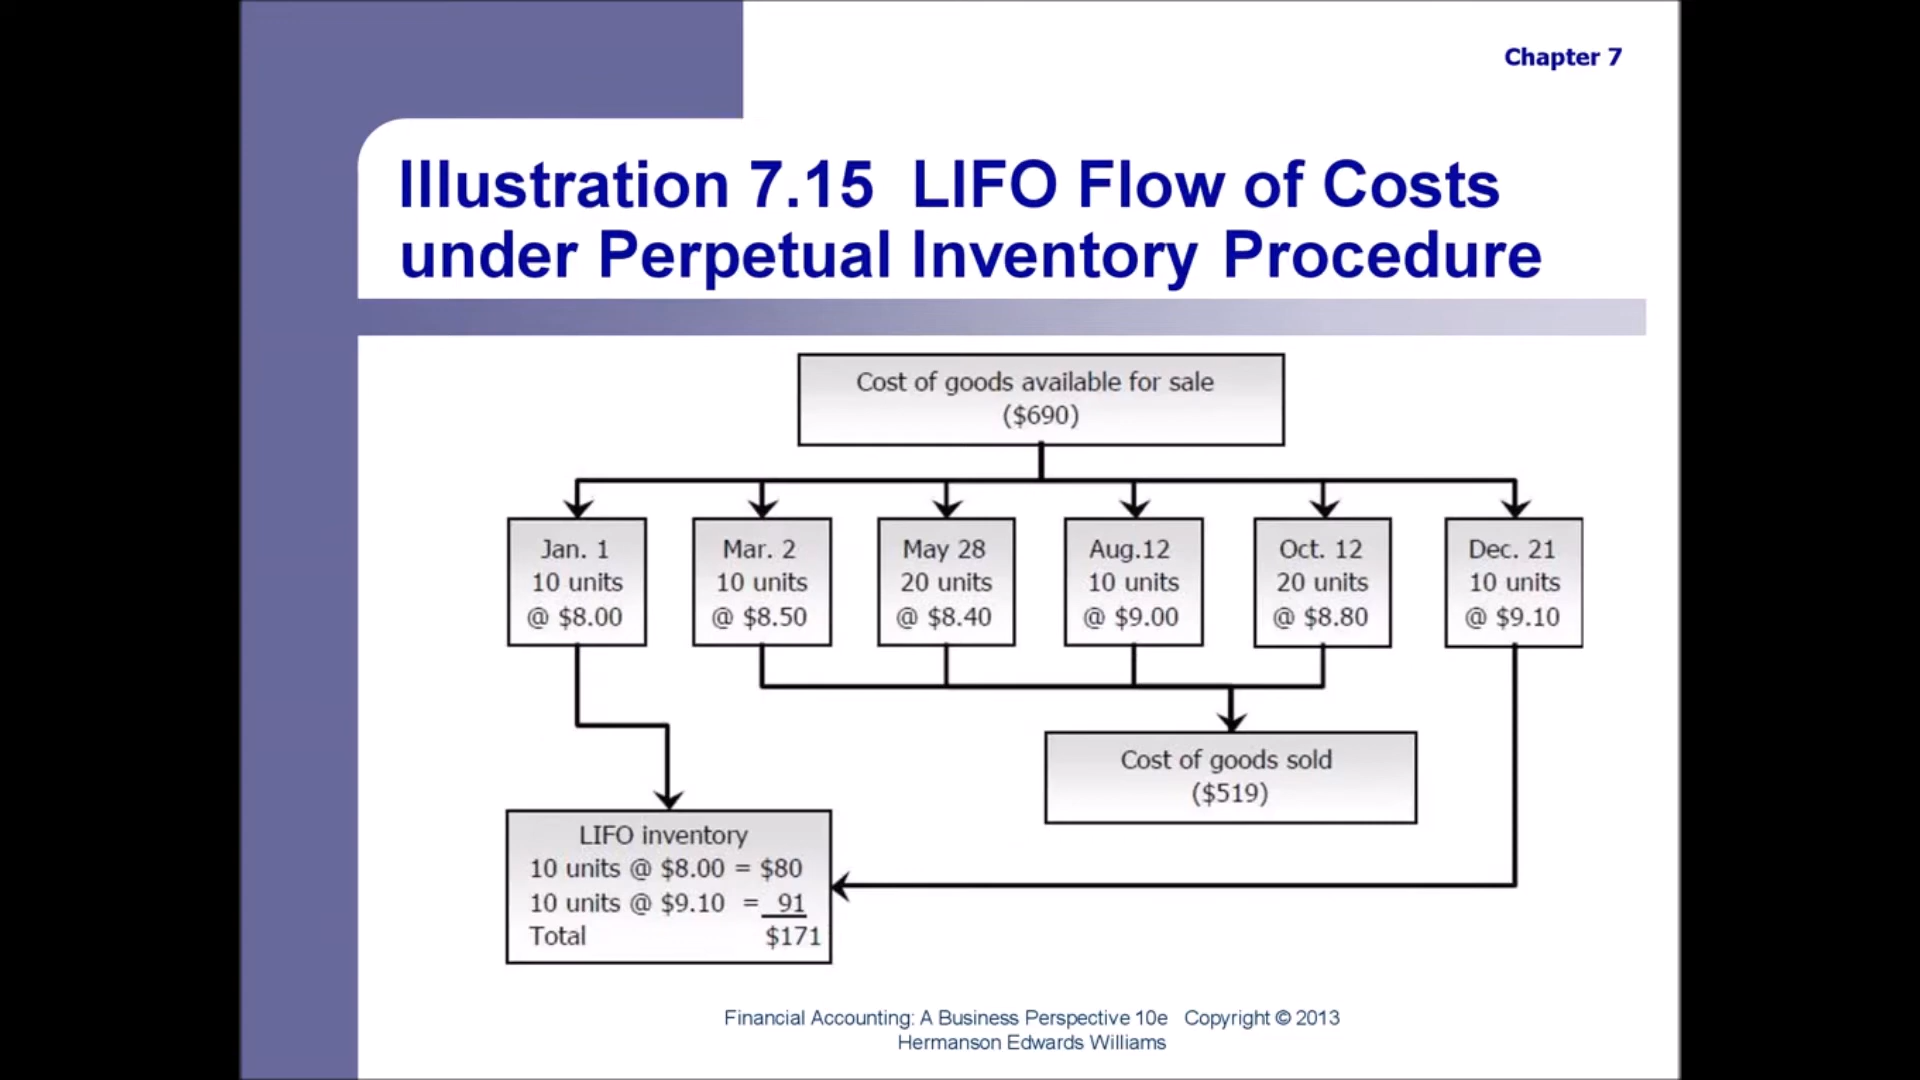 Chapter 7
Illustration 7.15 LIFO Flow of Costs
under Perpetual Inventory Procedure
Cost of goods available for sale
($690)
Jan. 1
10 units
@ $8.00
Mar. 2
10 units
@ $8.50
May 28
20 units
@ $8.40
Aug.12
10 units
@ $9.00
Oct. 12
20 units
@ $8.80
Dec. 21
10 units
@ $9.10
Cost of goods sold
($519)
LIFO inventory
10 units @ $8.00 = $80
10 units @ $9.10 = 91
Total $171
Financial Accounting: A Business Perspective 10e Copyright © 2013
Hermanson Edwards Williams